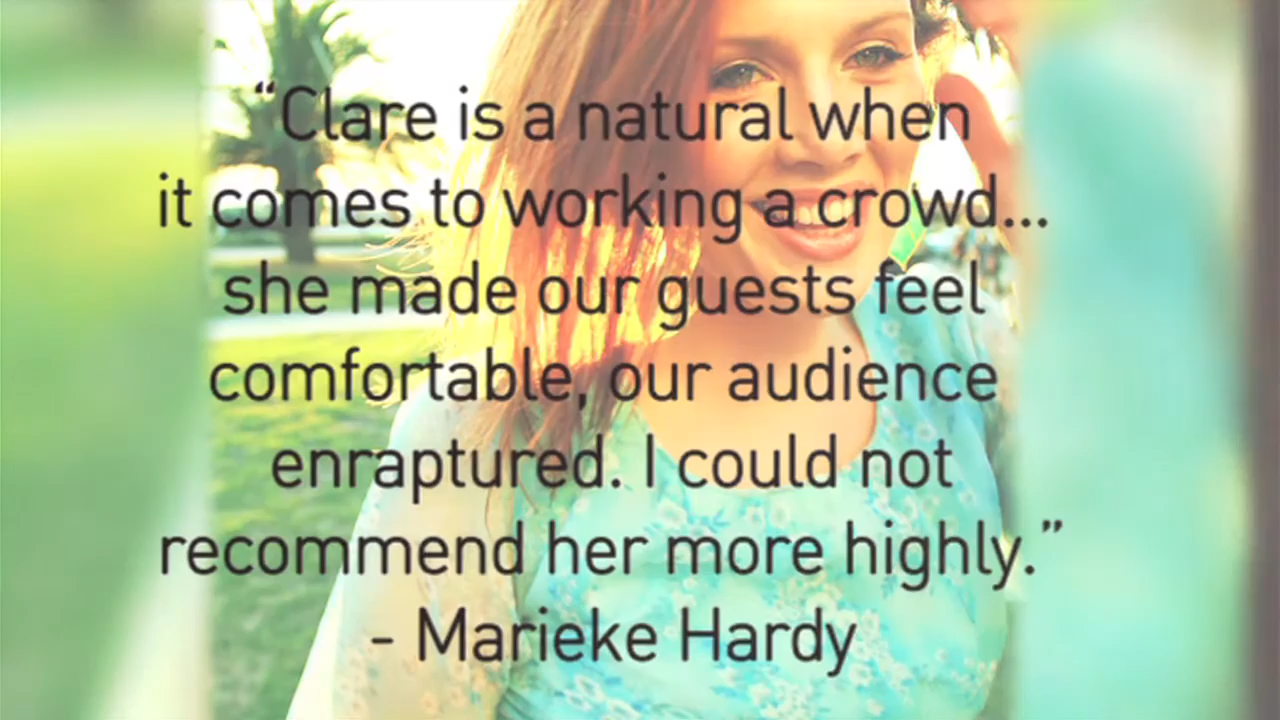 “Clare is a natural when
it comes to working a crowd...
she made our guests feel
comfortable, our audience
enraptured. I could not
recommend her more highly.”
- Marieke Hardy